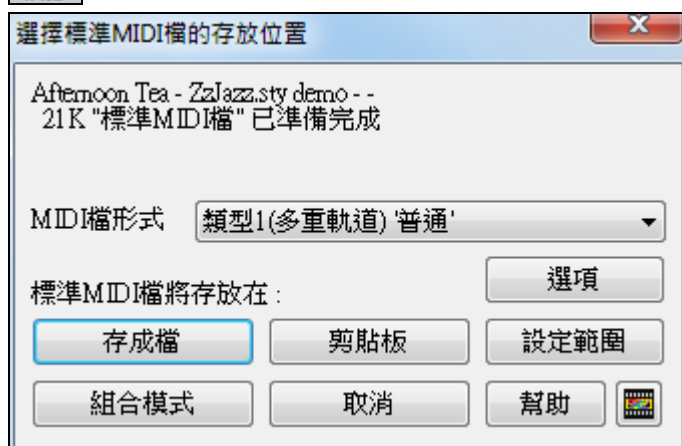 選擇標準MIDI檔的存放位置
Afternoon Tea - ZzJazz.sty demo - -
21K "標準MIDI檔" 已準備完成
MIDI檔形式 類型1(多重軌道) '普通'
選項
標準MIDI檔將存放在 :
存成檔 剪貼板 設定範圍
組合模式 取消 幫助